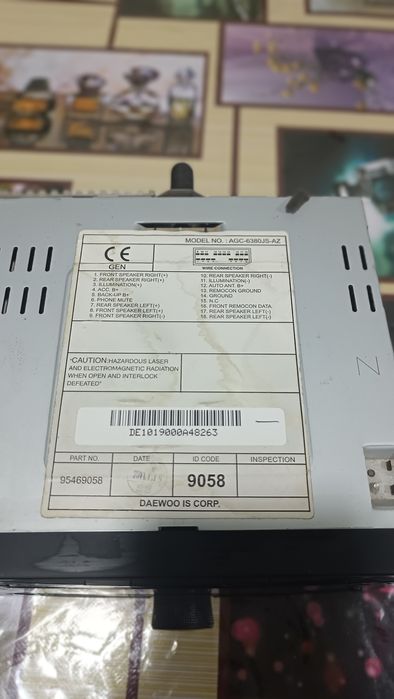 MODEL NO. : AGC-6380JS-AZ
CE
GEN
WIRE CONNECTION
1. FRONT SPEAKER RIGHT(+)
2. REAR SPEAKER RIGHT(+)
3. ILLUMINATION(+)
4. ACC. B+
5. BACK-UP B+
6. PHONE MUTE
7. REAR SPEAKER LEFT(+)
8. FRONT SPEAKER LEFT(+)
9. FRONT SPEAKER RIGHT(-)
10. REAR SPEAKER RIGHT(-)
11. ILLUMINATION(-)
12. AUTO ANT. B(+)
13. REMOCON GROUND
14. GROUND
15. N.C
16. FRONT REMOCON DATA.
17. REAR SPEAKER LEFT(-)
18. REAR SPEAKER LEFT(-)
"CAUTION:HAZARDOUS LASER
AND ELECTROMAGNETIC RADIATION
WHEN OPEN AND INTERLOCK
DEFEATED"
DE1019000A48263
PART NO. DATE ID CODE INSPECTION
95469058 9058
DAEWOO IS CORP.
N